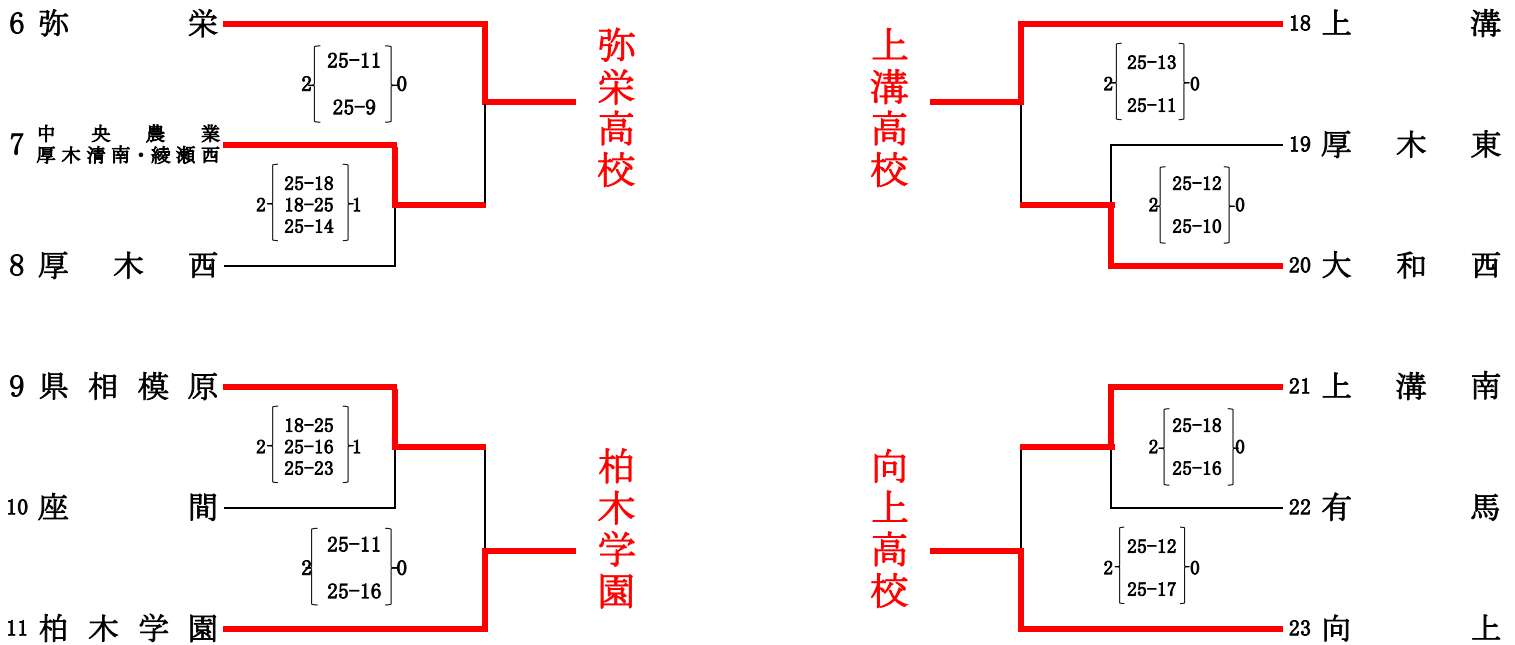 6 弥栄
2 25-11 0
25-9
7 中央農業
厚木清南・綾瀬西
25-18
2 18-25 1
25-14
8 厚木西
弥栄高校
9 県相模原
18-25
2 25-16 1
25-23
10 座間
25-11
2 0
25-16
11 柏木学園
柏木学園
上溝高校
18 上溝
25-13
2 0
25-11
19 厚木東
25-12
2 0
25-10
20 大和西
向上高校
21 上溝南
25-18
2 0
25-16
22 有馬
25-12
2 0
25-17
23 向上